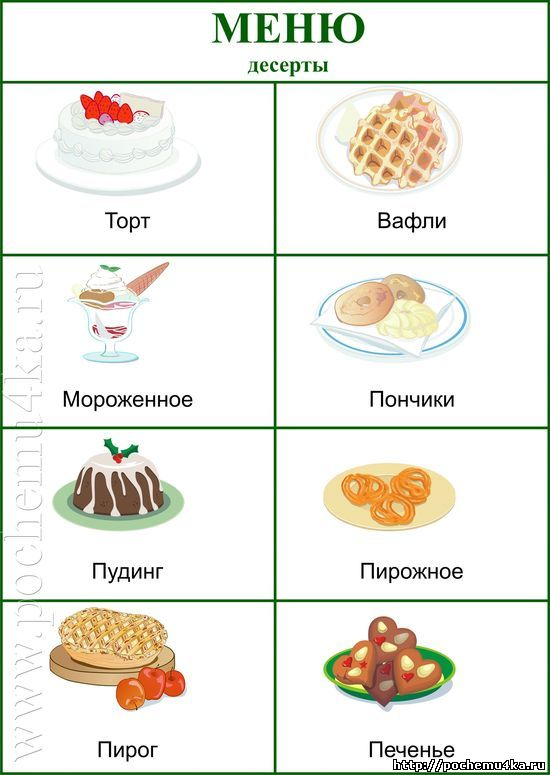 МЕНЮ
десерты
Торт
Вафли
Мороженное
Пончики
Пудинг
Пирожное
Пирог
Печенье
www.pochemu4ka.ru
http://pochemu4ka.ru